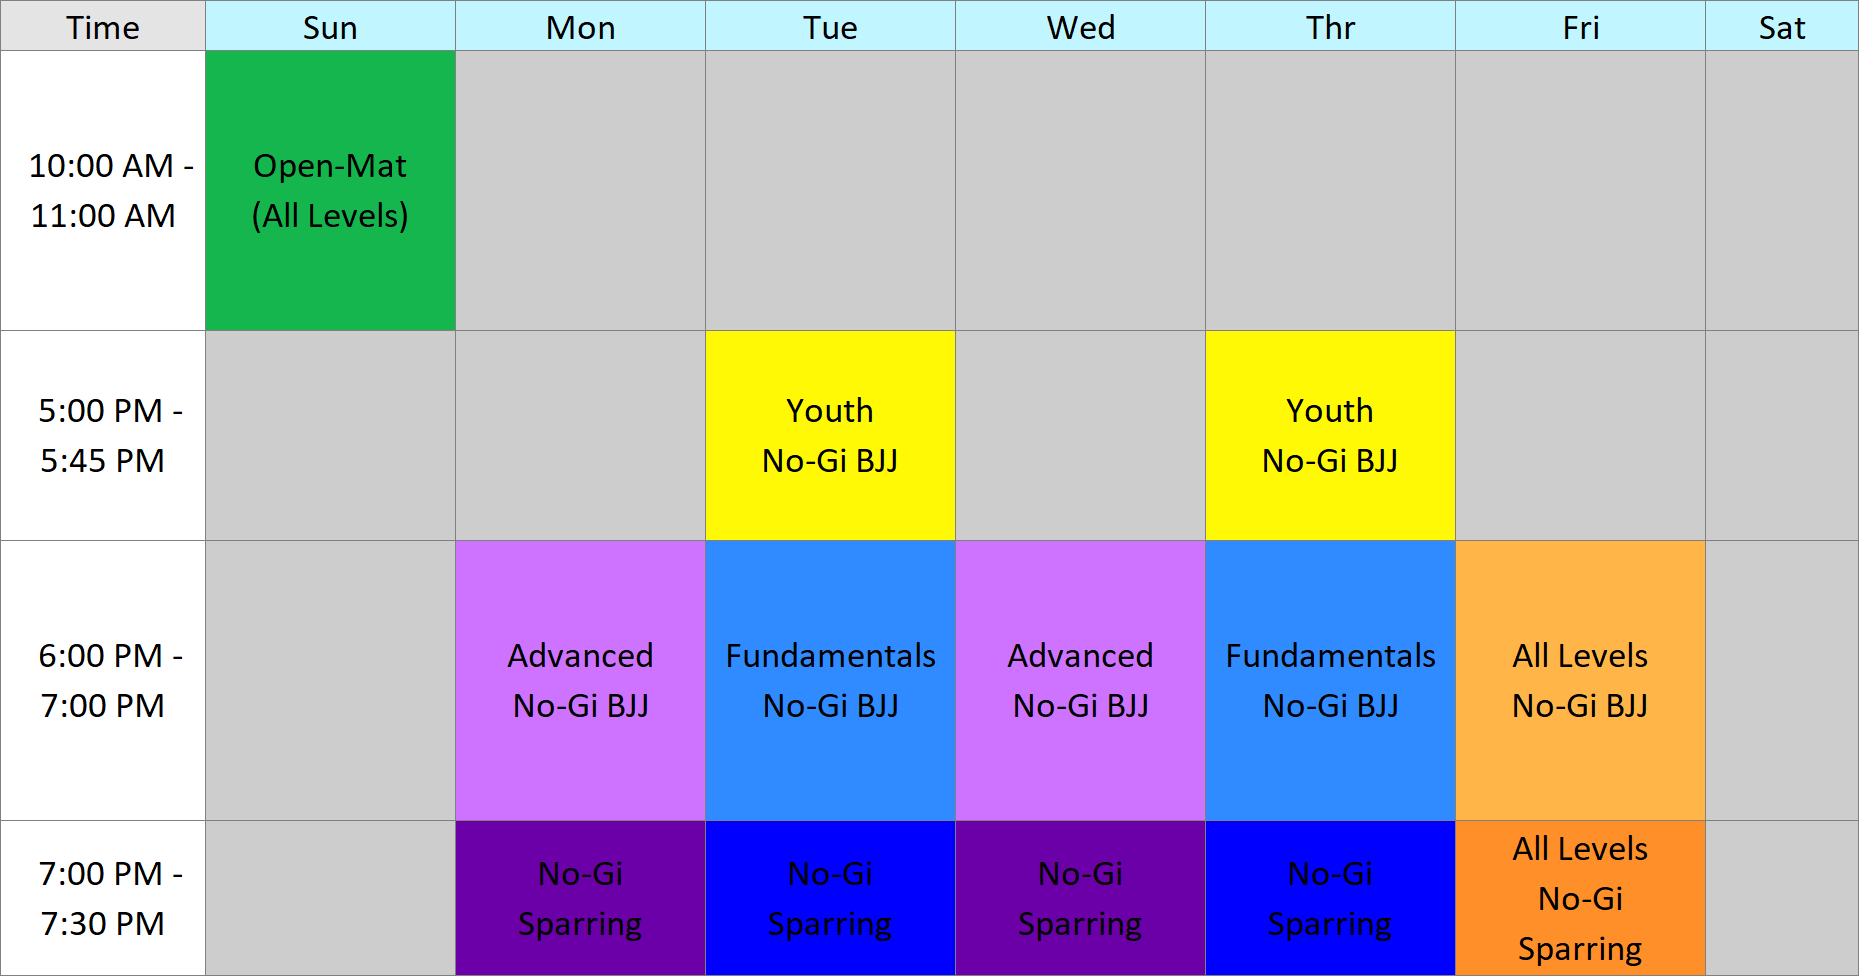 Time
Sun
Mon
Tue
Wed
Thr
Fri
Sat
10:00 AM -
11:00 AM
Open-Mat
(All Levels)
5:00 PM -
5:45 PM
Youth
No-Gi BJJ
Youth
No-Gi BJJ
6:00 PM -
7:00 PM
Advanced
No-Gi BJJ
Fundamentals
No-Gi BJJ
Advanced
No-Gi BJJ
Fundamentals
No-Gi BJJ
All Levels
No-Gi BJJ
7:00 PM -
7:30 PM
No-Gi
Sparring
No-Gi
Sparring
No-Gi
Sparring
No-Gi
Sparring
All Levels
No-Gi
Sparring